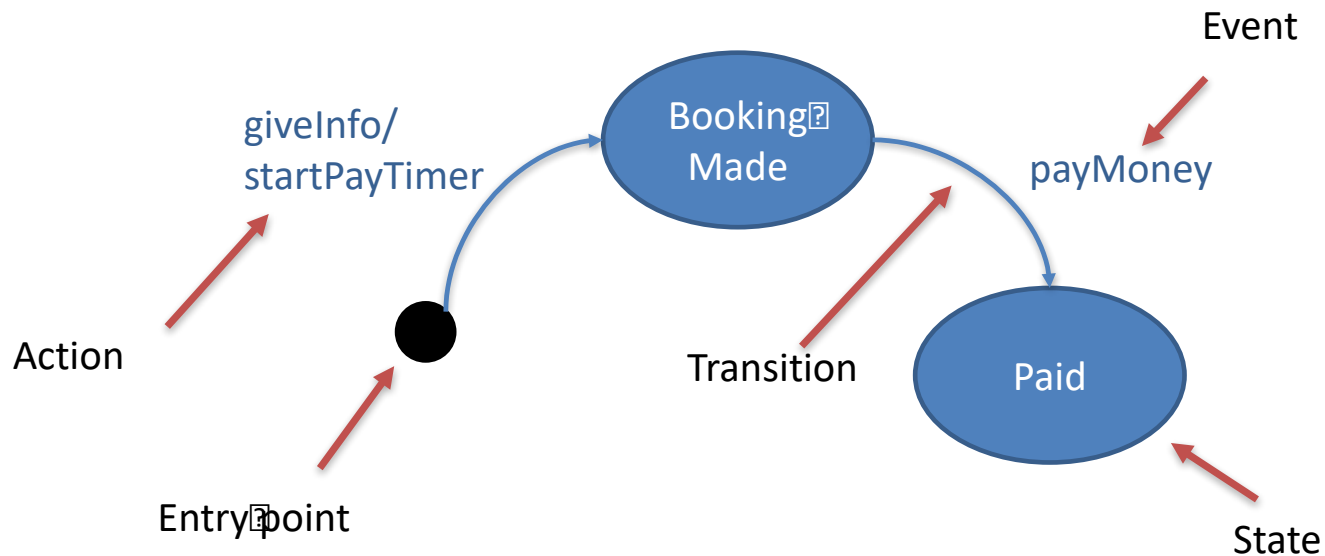 Event
giveInfo/
startPayTimer
Booking
Made
payMoney
Action
Transition
Paid
Entry point
State